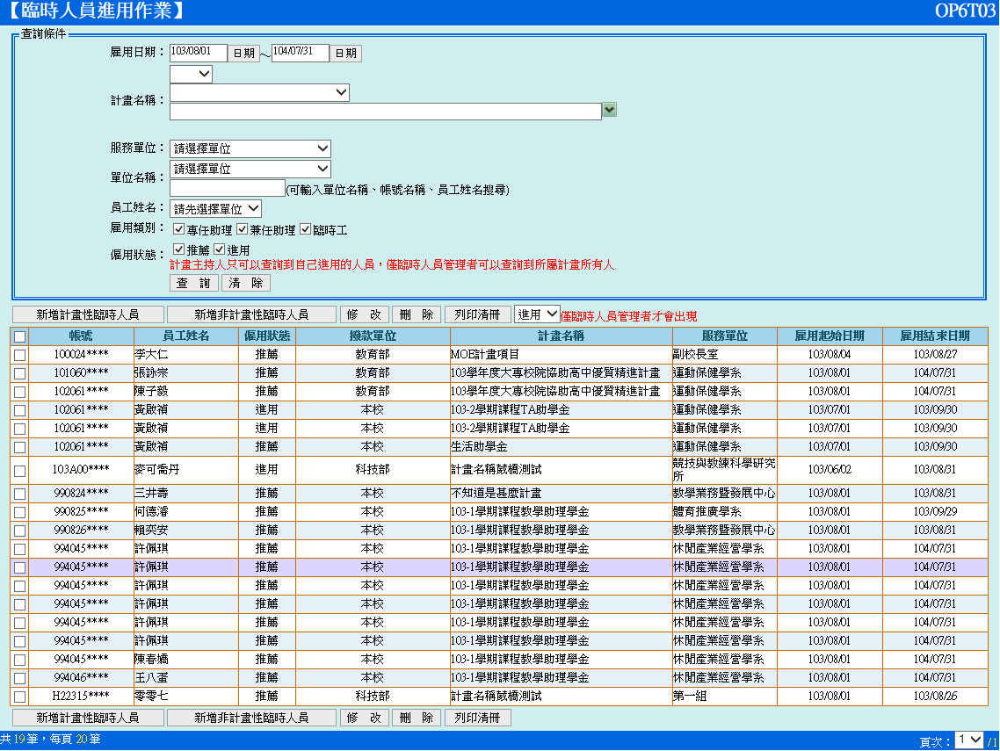 【臨時人員進用作業】 OP6T03
查詢條件
雇用日期： 103/08/01 日期 ～ 104/07/31 日期
計畫名稱：
服務單位： 請選擇單位
單位名稱： 請選擇單位
(可輸入單位名稱、帳號名稱、員工姓名搜尋)
員工姓名： 請先選擇單位
雇用類別： 專任助理 兼任助理 臨時工
僱用狀態： 推薦 進用
計畫主持人只可以查詢到自己進用的人員，僅臨時人員管理者可以查詢到所屬計畫所有人
查 詢 清 除
新增計畫性臨時人員 新增非計畫性臨時人員 修 改 刪 除 列印清冊 進用 僅臨時人員管理者才會出現
帳號 員工姓名 僱用狀態 撥款單位 計畫名稱 服務單位 雇用起始日期 雇用結束日期
100024**** 李大仁 推薦 教育部 MOE計畫項目 副校長室 103/08/04 103/08/27
101060**** 張詠宗 推薦 教育部 103學年度大專校院協助高中優質精進計畫 運動保健學系 103/08/01 104/07/31
102061**** 陳子毅 推薦 教育部 103學年度大專校院協助高中優質精進計畫 運動保健學系 103/08/01 104/07/31
102061**** 黃啟禎 進用 本校 103-2學期課程TA助學金 運動保健學系 103/07/01 103/09/30
102061**** 黃啟禎 進用 本校 103-2學期課程TA助學金 運動保健學系 103/07/01 103/09/30
102061**** 黃啟禎 推薦 本校 生活助學金 運動保健學系 103/07/01 103/09/30
103A00**** 麥可喬丹 進用 科技部 計畫名稱橋測試 競技與教練科學研究所 103/06/02 103/08/31
990824**** 三井壽 推薦 本校 不知道是甚麼計畫 教學業務暨發展中心 103/08/01 103/08/31
990825**** 何德濬 推薦 本校 103-1學期課程教學助理學金 體育推廣學系 103/08/01 103/09/29
990826**** 賴奕安 推薦 本校 103-1學期課程教學助理學金 教學業務暨發展中心 103/08/01 103/08/31
994045**** 許佩琪 推薦 本校 103-1學期課程教學助理學金 休閒產業經營學系 103/08/01 104/07/31
994045**** 許佩琪 推薦 本校 103-1學期課程教學助理學金 休閒產業經營學系 103/08/01 104/07/31
994045**** 許佩琪 推薦 本校 103-1學期課程教學助理學金 休閒產業經營學系 103/08/01 104/07/31
994045**** 許佩琪 推薦 本校 103-1學期課程教學助理學金 休閒產業經營學系 103/08/01 104/07/31
994045**** 許佩琪 推薦 本校 103-1學期課程教學助理學金 休閒產業經營學系 103/08/01 104/07/31
994045**** 許佩琪 推薦 本校 103-1學期課程教學助理學金 休閒產業經營學系 103/08/01 104/07/31
994045**** 陳春嬌 推薦 本校 103-1學期課程教學助理學金 休閒產業經營學系 103/08/01 104/07/31
994046**** 王八蛋 推薦 本校 103-1學期課程教學助理學金 休閒產業經營學系 103/08/01 104/07/31
H22315**** 零零七 推薦 科技部 計畫名稱橋測試 第一組 103/08/01 103/08/26
新增計畫性臨時人員 新增非計畫性臨時人員 修 改 刪 除 列印清冊
共 19 筆，每頁 20 筆 頁次： 1 /1